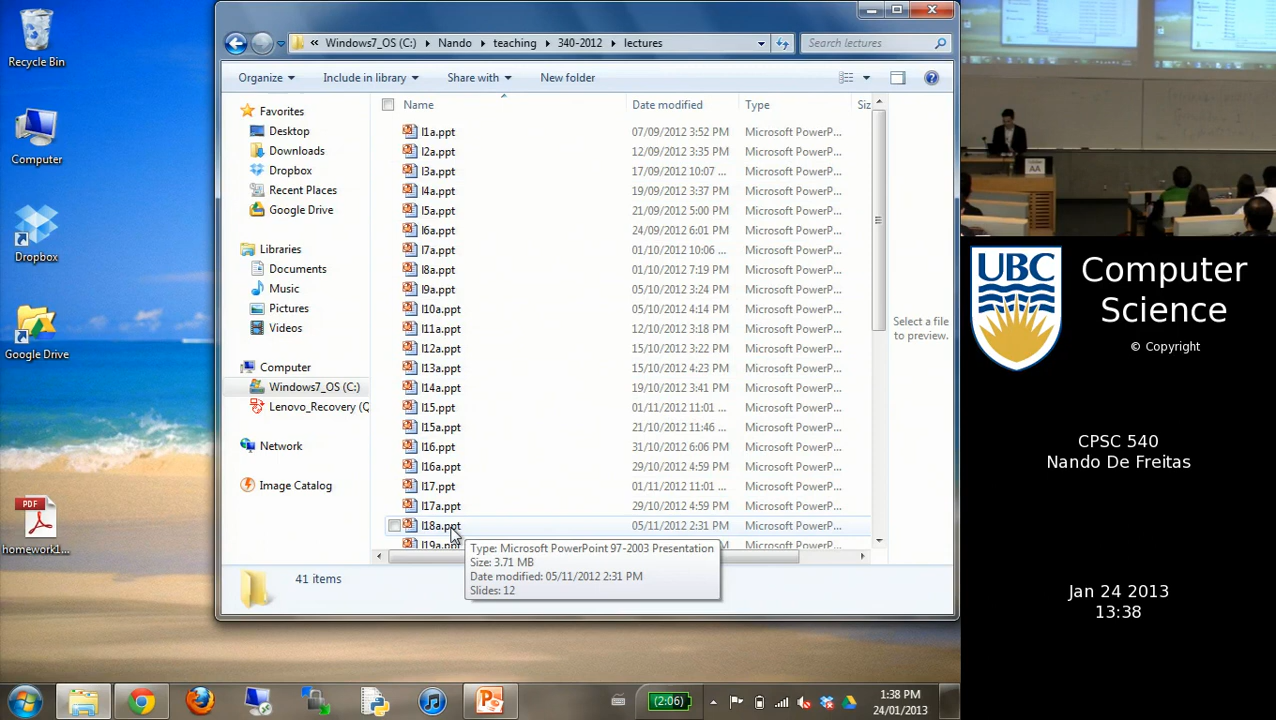 Recycle Bin
Computer
Dropbox
Google Drive
PDF
homework1...
« Windows7_OS (C:) ▸ Nando ▸ teaching ▸ 340-2012 ▸ lectures
Search lectures
Organize Include in library Share with New folder
Favorites
Desktop
Downloads
Dropbox
Recent Places
Google Drive
Libraries
Documents
Music
Pictures
Videos
Computer
Windows7_OS (C:)
Lenovo_Recovery (Q
Network
Image Catalog
Name Date modified Type Siz
l1a.ppt 07/09/2012 3:52 PM Microsoft PowerP...
l2a.ppt 12/09/2012 3:35 PM Microsoft PowerP...
l3a.ppt 17/09/2012 10:07 ... Microsoft PowerP...
l4a.ppt 19/09/2012 3:37 PM Microsoft PowerP...
l5a.ppt 21/09/2012 5:00 PM Microsoft PowerP...
l6a.ppt 24/09/2012 6:01 PM Microsoft PowerP...
l7a.ppt 01/10/2012 10:06 ... Microsoft PowerP...
l8a.ppt 01/10/2012 7:19 PM Microsoft PowerP...
l9a.ppt 05/10/2012 3:24 PM Microsoft PowerP...
l10a.ppt 05/10/2012 4:14 PM Microsoft PowerP...
l11a.ppt 12/10/2012 3:18 PM Microsoft PowerP...
l12a.ppt 15/10/2012 3:22 PM Microsoft PowerP...
l13a.ppt 15/10/2012 4:23 PM Microsoft PowerP...
l14a.ppt 19/10/2012 3:41 PM Microsoft PowerP...
l15.ppt 01/11/2012 11:01 ... Microsoft PowerP...
l15a.ppt 21/10/2012 11:46 ... Microsoft PowerP...
l16.ppt 31/10/2012 6:06 PM Microsoft PowerP...
l16a.ppt 29/10/2012 4:59 PM Microsoft PowerP...
l17.ppt 01/11/2012 11:01 ... Microsoft PowerP...
l17a.ppt 29/10/2012 4:59 PM Microsoft PowerP...
l18a.ppt 05/11/2012 2:31 PM Microsoft PowerP...
l19a.ppt
Type: Microsoft PowerPoint 97-2003 Presentation
Size: 3.71 MB
Date modified: 05/11/2012 2:31 PM
Slides: 12
Select a file
to preview.
41 items
(2:06)
1:38 PM
24/01/2013
AA
UBC
Computer
Science
© Copyright
CPSC 540
Nando De Freitas
Jan 24 2013
13:38